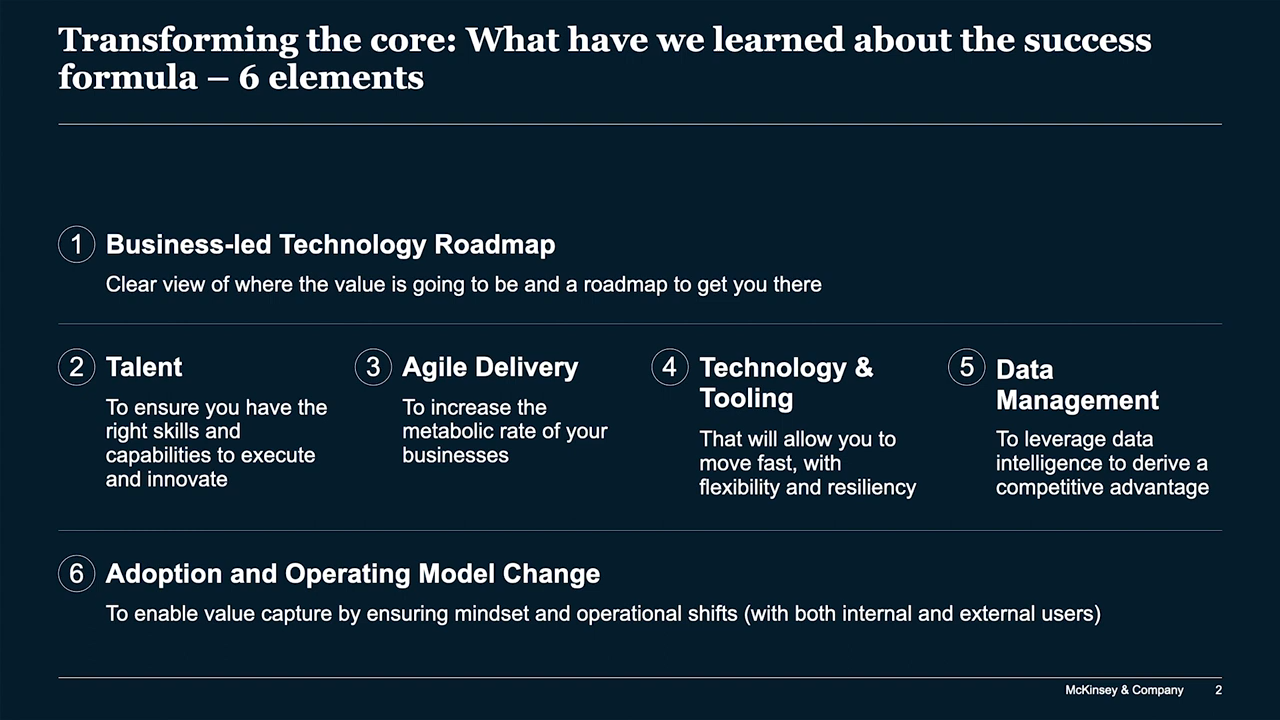 Transforming the core: What have we learned about the success
formula – 6 elements
1 Business-led Technology Roadmap
Clear view of where the value is going to be and a roadmap to get you there
2 Talent
To ensure you have the
right skills and
capabilities to execute
and innovate
3 Agile Delivery
To increase the
metabolic rate of your
businesses
4 Technology &
Tooling
That will allow you to
move fast, with
flexibility and resiliency
5 Data
Management
To leverage data
intelligence to derive a
competitive advantage
6 Adoption and Operating Model Change
To enable value capture by ensuring mindset and operational shifts (with both internal and external users)
McKinsey & Company 2